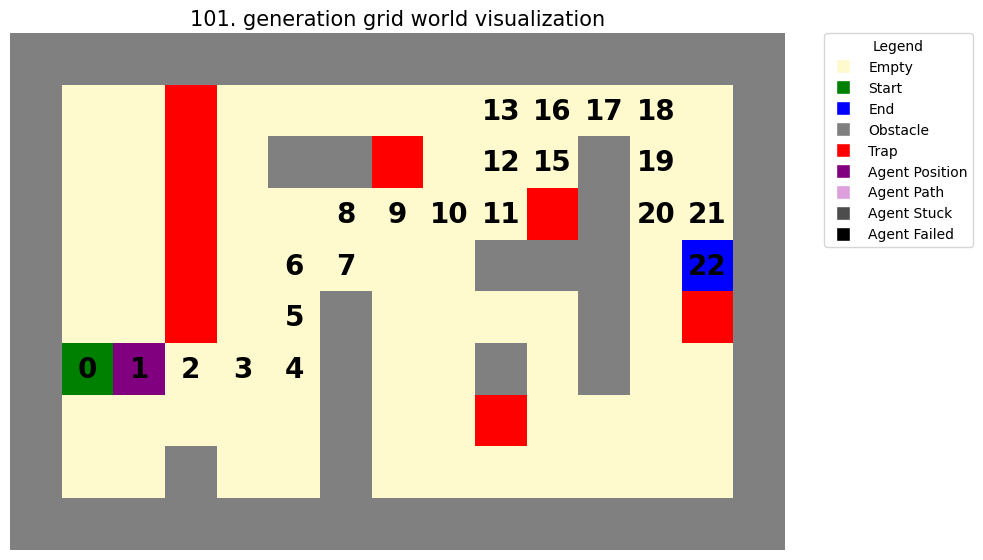 101. generation grid world visualization
Legend
Empty
Start
End
Obstacle
Trap
Agent Position
Agent Path
Agent Stuck
Agent Failed
13 16 17 18
12 15 19
8 9 10 11 20 21
6 7 22
5
0 1 2 3 4